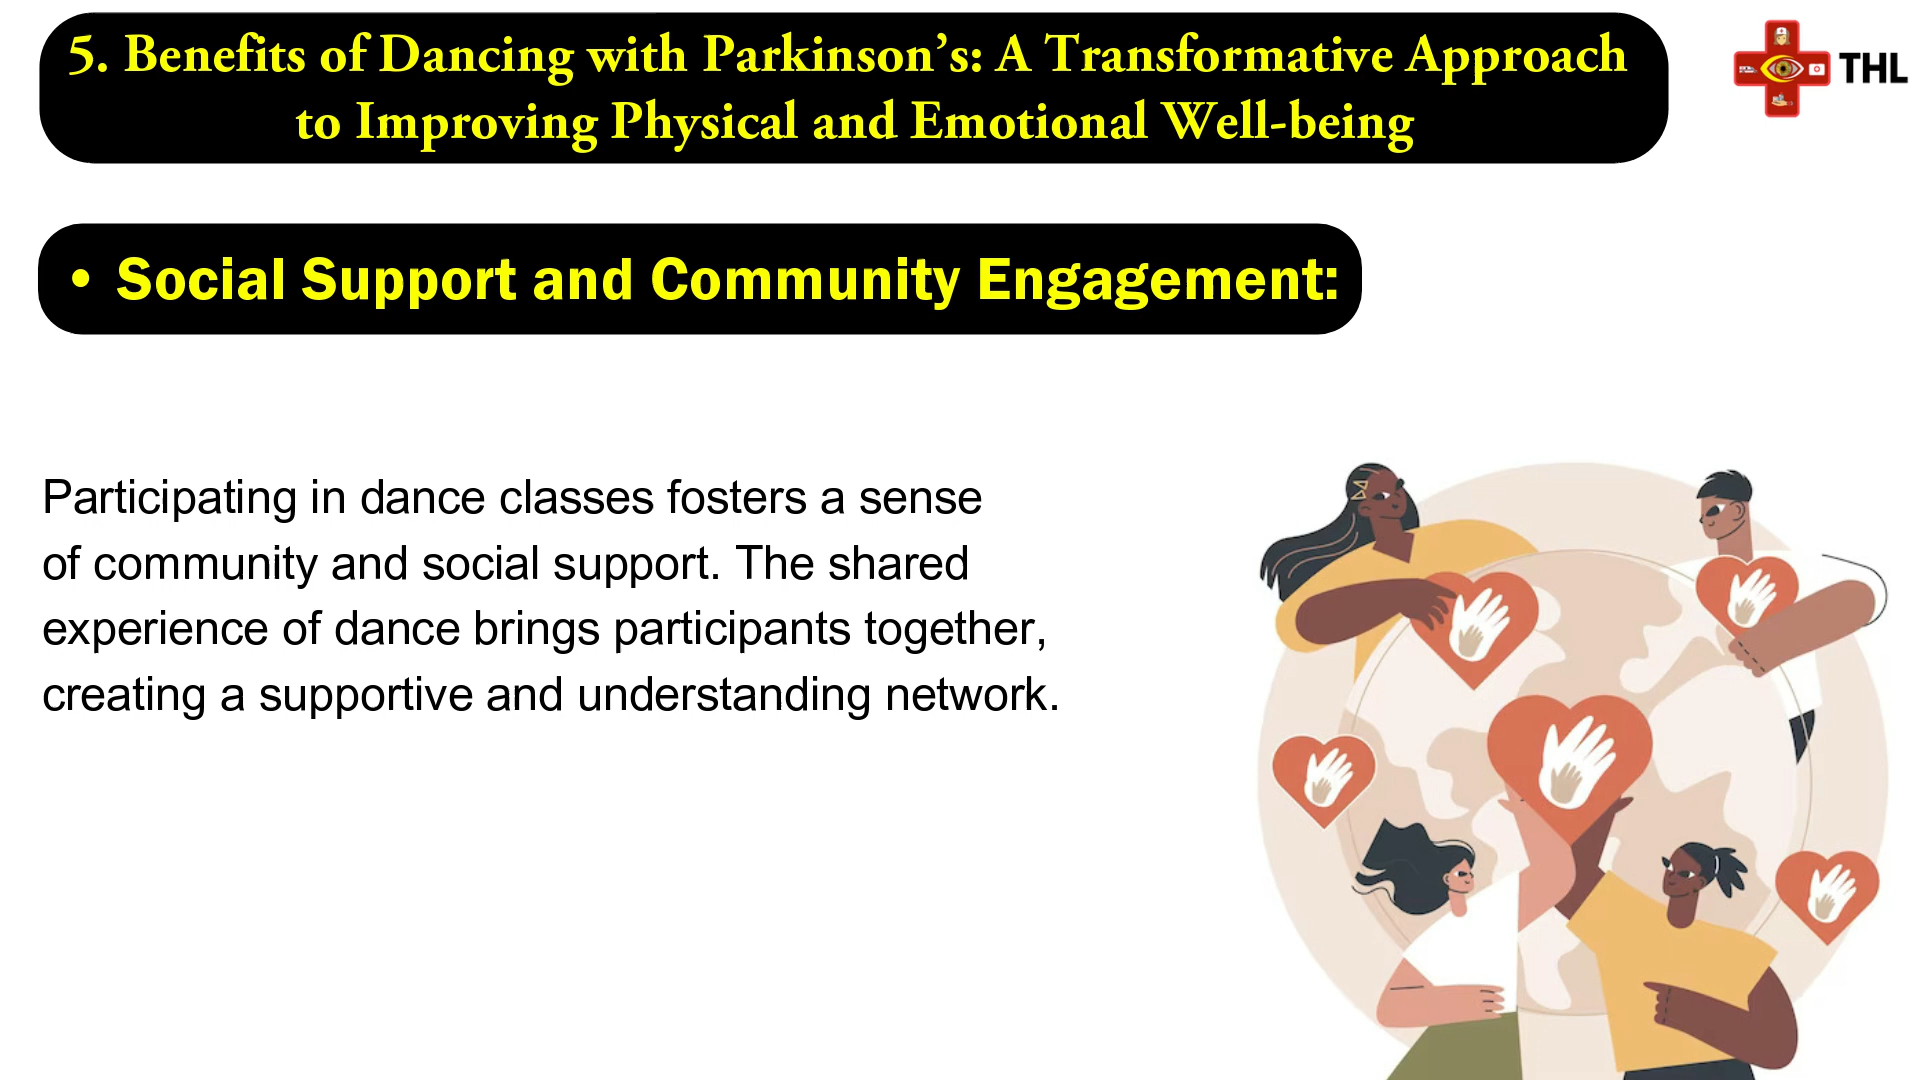 5. Benefits of Dancing with Parkinson’s: A Transformative Approach
to Improving Physical and Emotional Well-being
THL
• Social Support and Community Engagement:
Participating in dance classes fosters a sense
of community and social support. The shared
experience of dance brings participants together,
creating a supportive and understanding network.